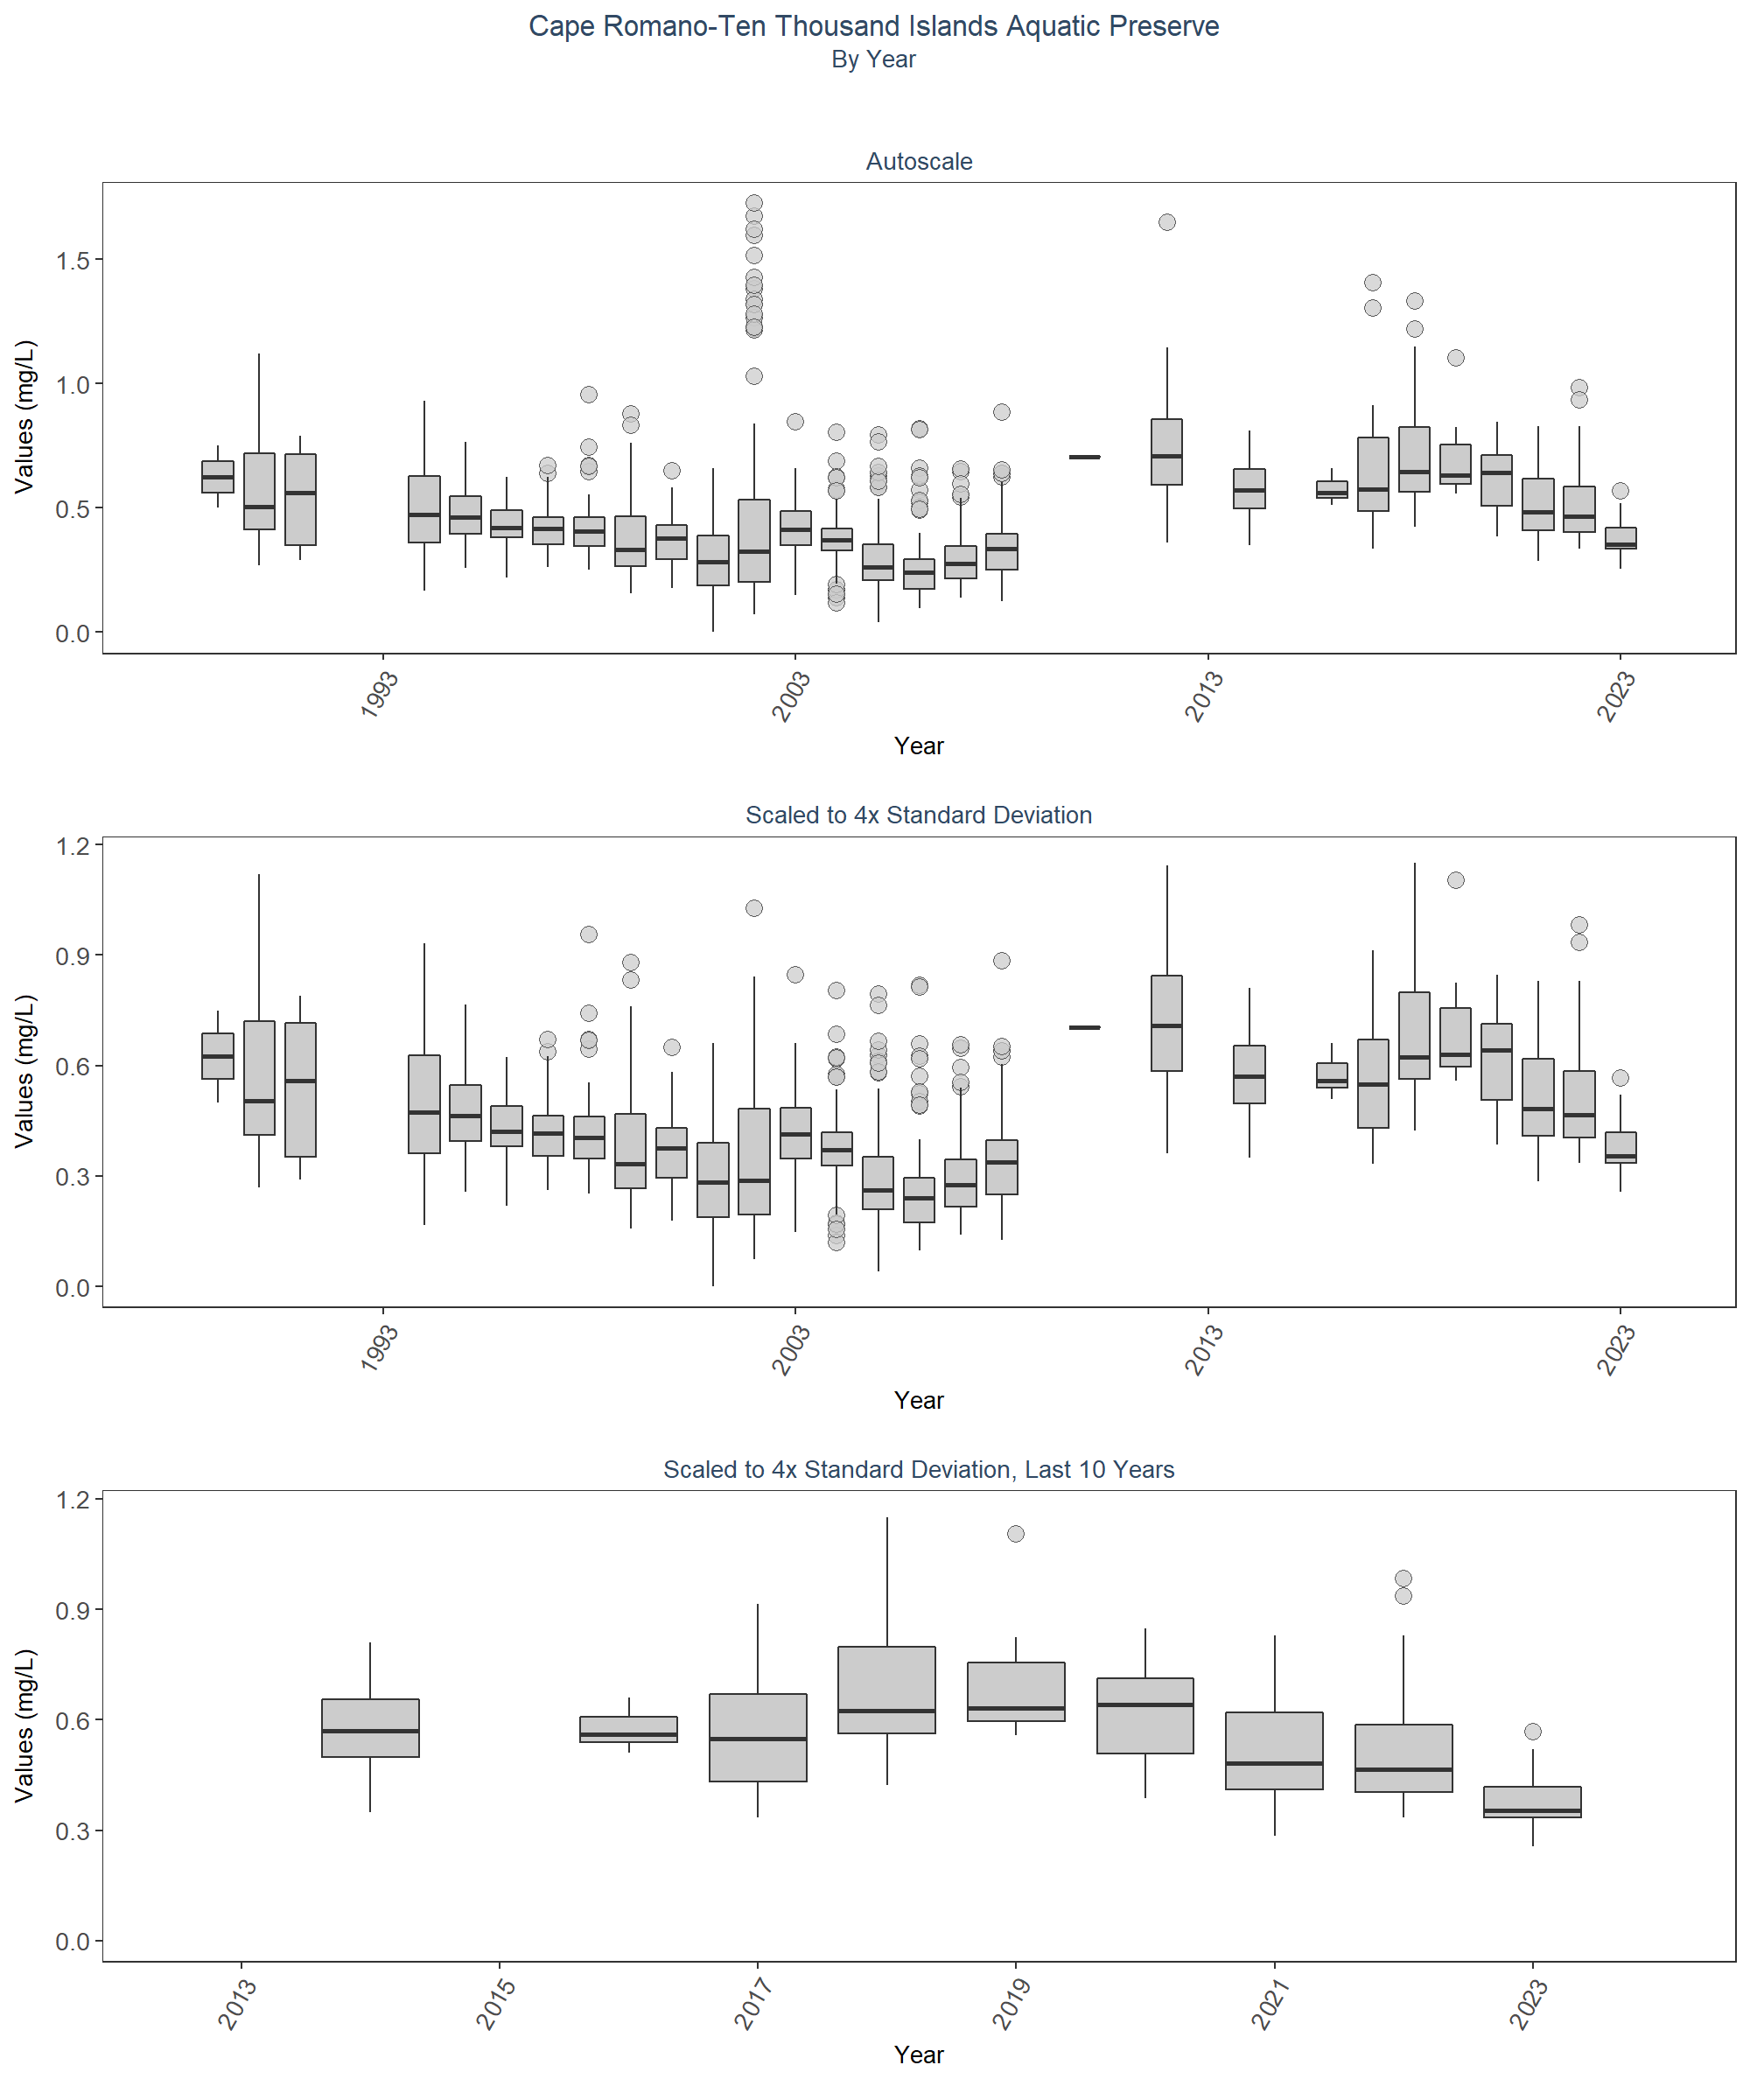 Cape Romano-Ten Thousand Islands Aquatic Preserve
By Year
Autoscale
Values (mg/L)
1.5
1.0
0.5
0.0
1993
2003
2013
2023
Year
Scaled to 4x Standard Deviation
Values (mg/L)
1.2
0.9
0.6
0.3
0.0
1993
2003
2013
2023
Year
Scaled to 4x Standard Deviation, Last 10 Years
Values (mg/L)
1.2
0.9
0.6
0.3
0.0
2013
2015
2017
2019
2021
2023
Year